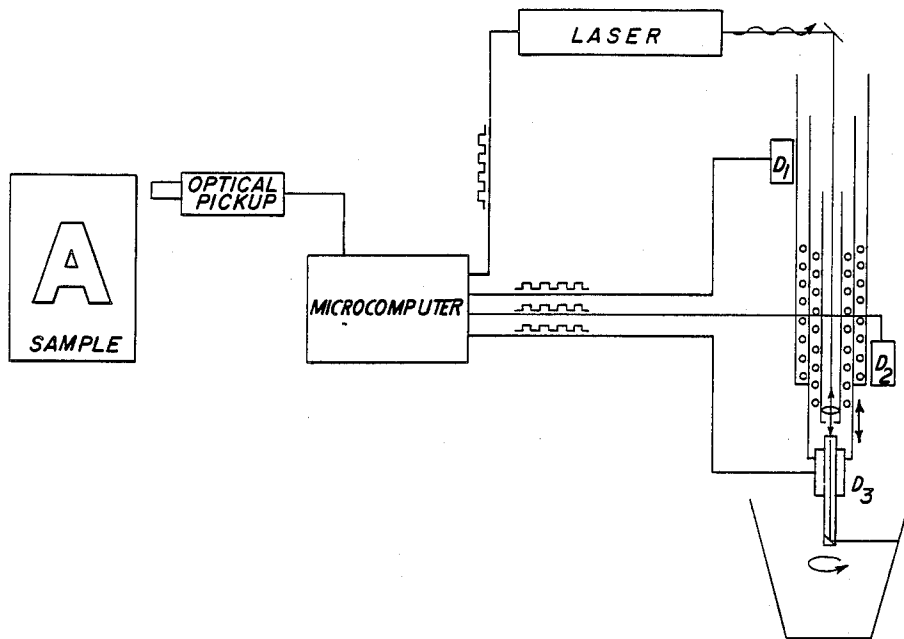 LASER
D1
OPTICAL
PICKUP
A
SAMPLE
MICROCOMPUTER
D2
D3